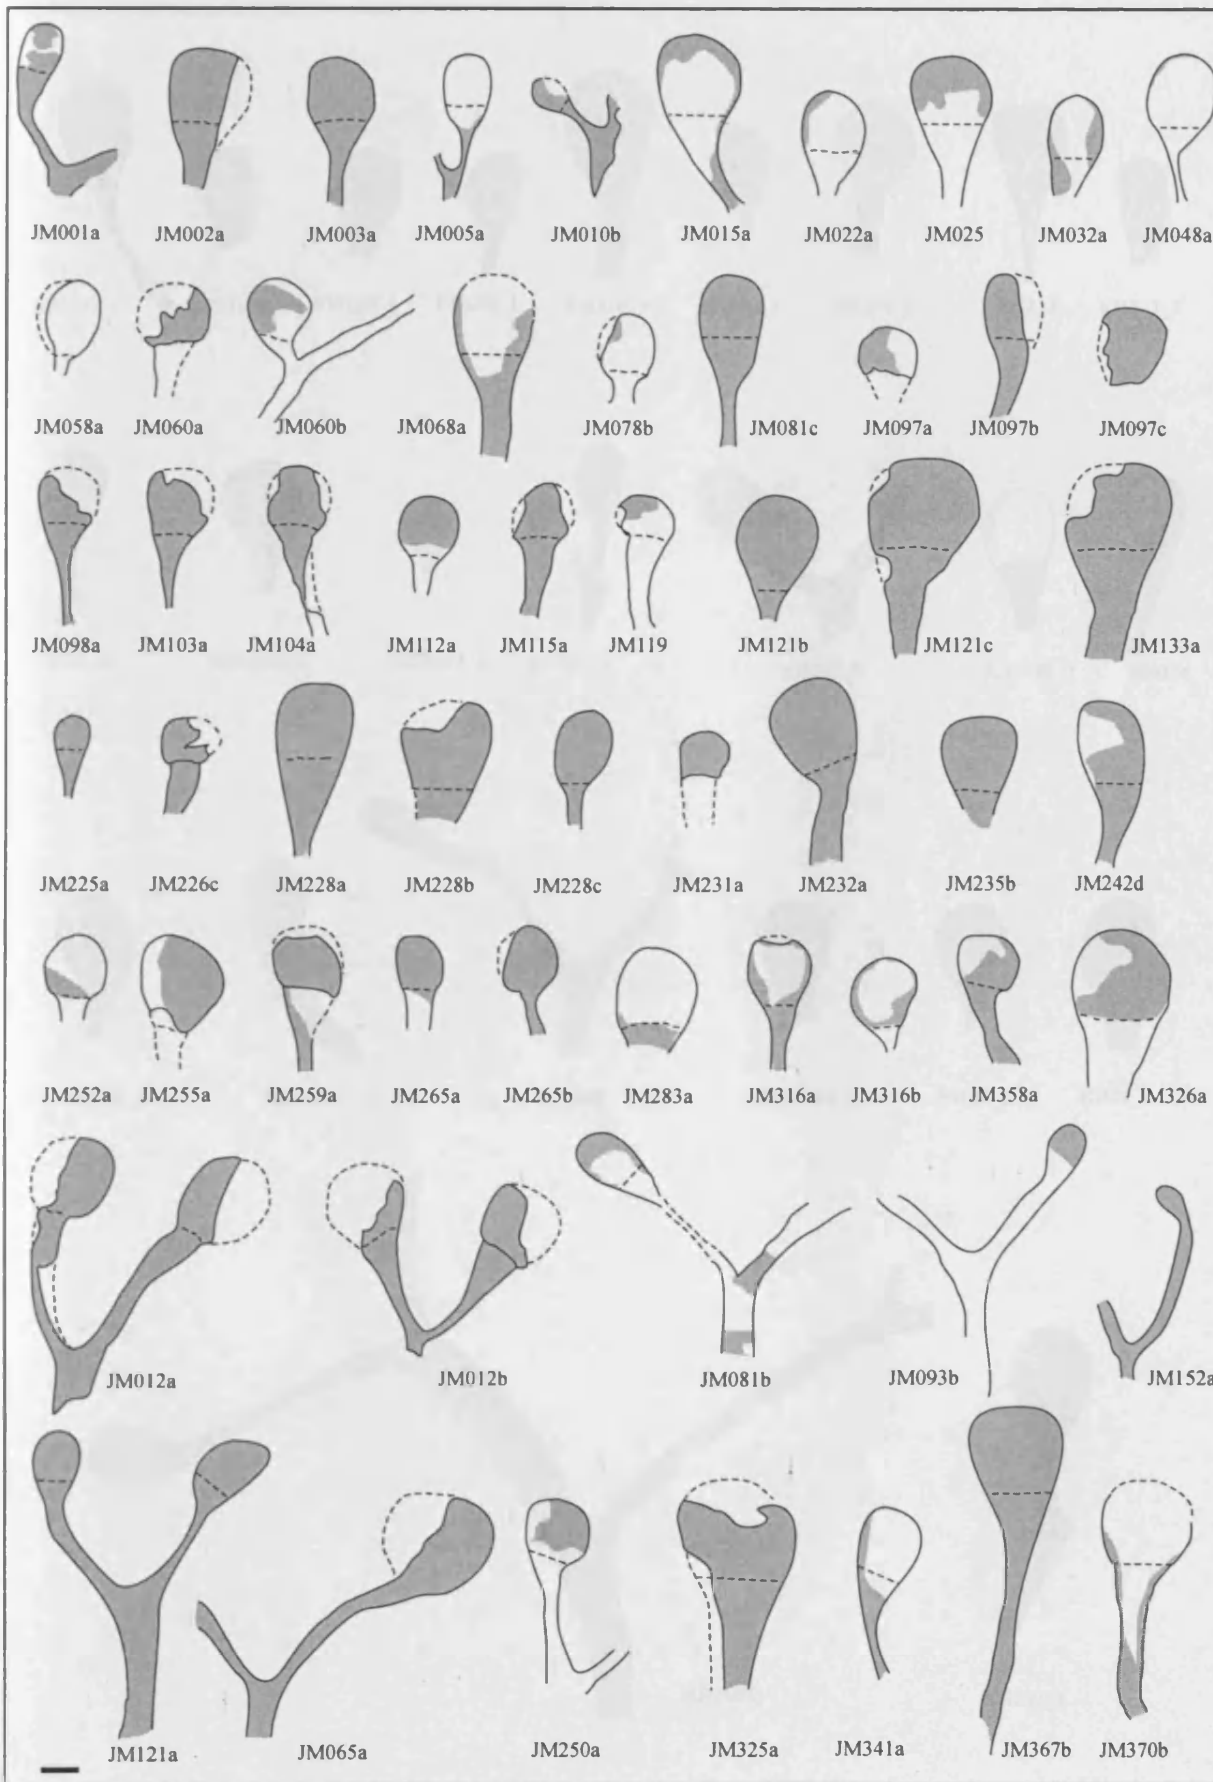 JM001a JM002a JM003a JM005a JM010b JM015a JM022a JM025 JM032a JM048a
JM058a JM060a JM060b JM068a JM078b JM081c JM097a JM097b JM097c
JM098a JM103a JM104a JM112a JM115a JM119 JM121b JM121c JM133a
JM225a JM226c JM228a JM228b JM228c JM231a JM232a JM235b JM242d
JM252a JM255a JM259a JM265a JM265b JM283a JM316a JM316b JM358a JM326a
JM012a JM012b JM081b JM093b JM152a
JM121a JM065a JM250a JM325a JM341a JM367b JM370b